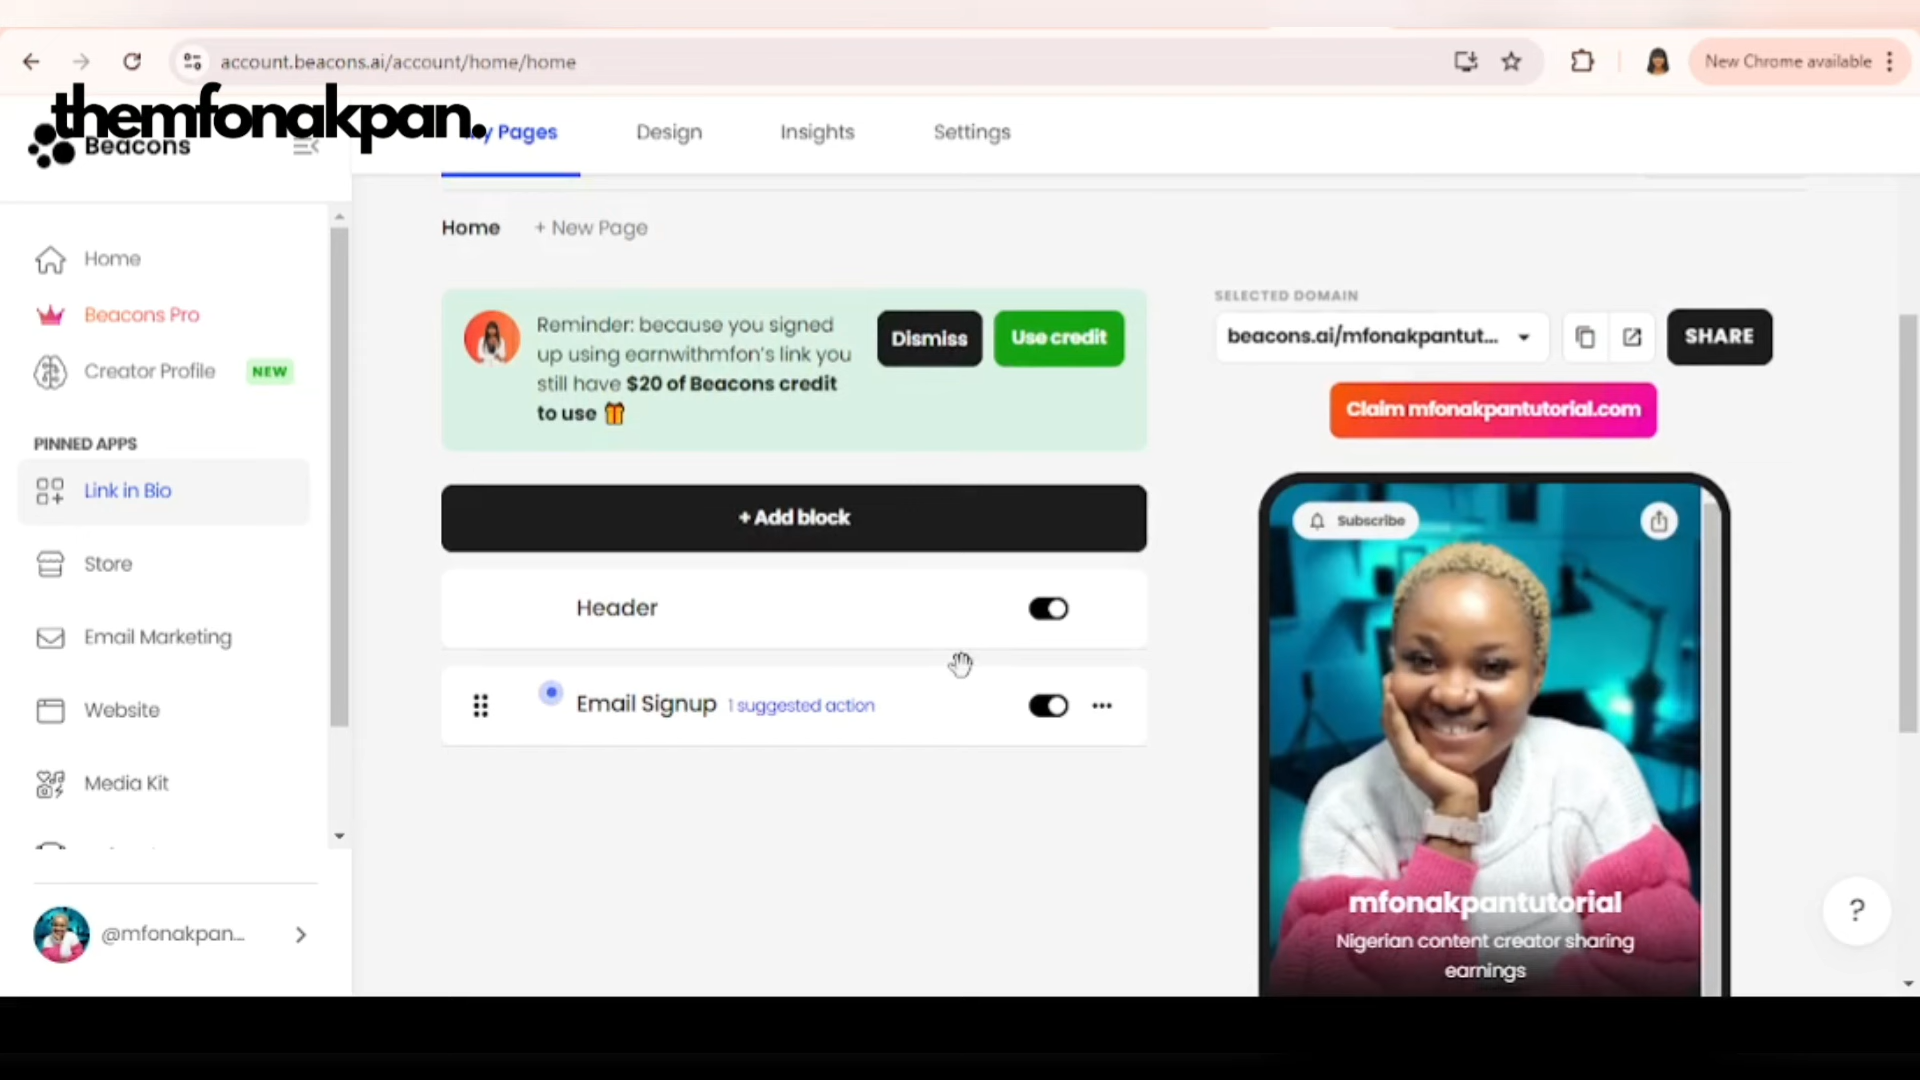 account.beacons.ai/account/home/home
New Chrome available
themfonakpan.
Beacons
Pages
Design
Insights
Settings
Home
+ New Page
Home
Beacons Pro
Creator Profile
NEW
PINNED APPS
Link in Bio
Store
Email Marketing
Website
Media Kit
@mfonakpan...
Reminder: because you signed
up using earnwithmfon's link you
still have $20 of Beacons credit
to use
Dismiss
Use credit
+ Add block
Header
Email Signup
1 suggested action
SELECTED DOMAIN
beacons.ai/mfonakpantut...
SHARE
Claim mfonakpantutorial.com
Subscribe
mfonakpantutorial
Nigerian content creator sharing
earnings
?